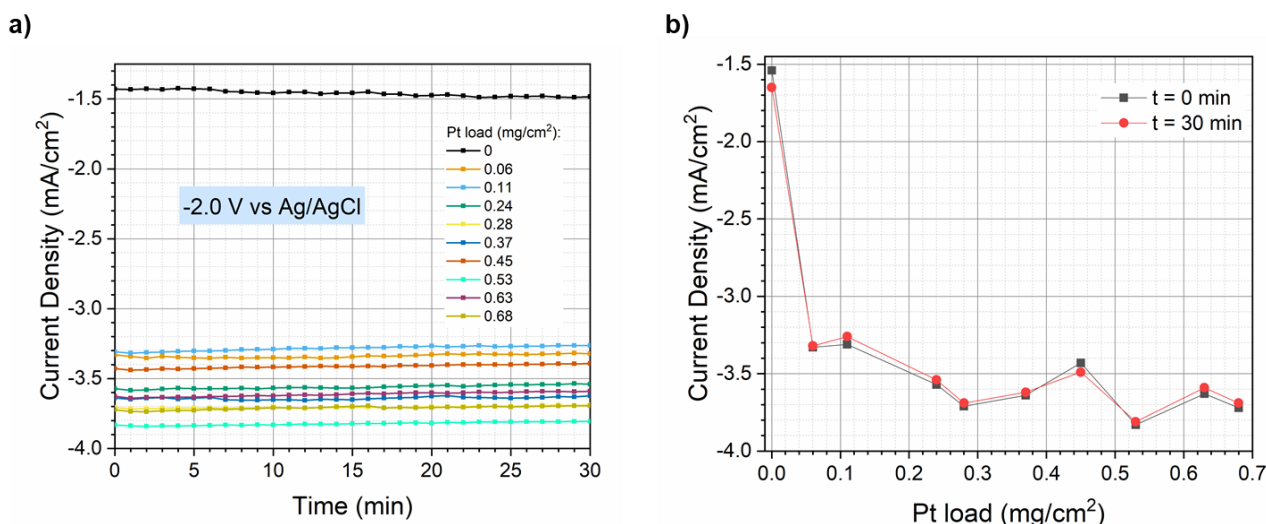 a)
-1.5
-2.0
-2.5
-3.0
-3.5
-4.0
Current Density (mA/cm²)
0 5 10 15 20 25 30
Time (min)
-2.0 V vs Ag/AgCl
Pt load (mg/cm²):
0
0.06
0.11
0.24
0.28
0.37
0.45
0.53
0.63
0.68
b)
-1.5
-2.0
-2.5
-3.0
-3.5
-4.0
Current Density (mA/cm²)
0.0 0.1 0.2 0.3 0.4 0.5 0.6 0.7
Pt load (mg/cm²)
t = 0 min
t = 30 min